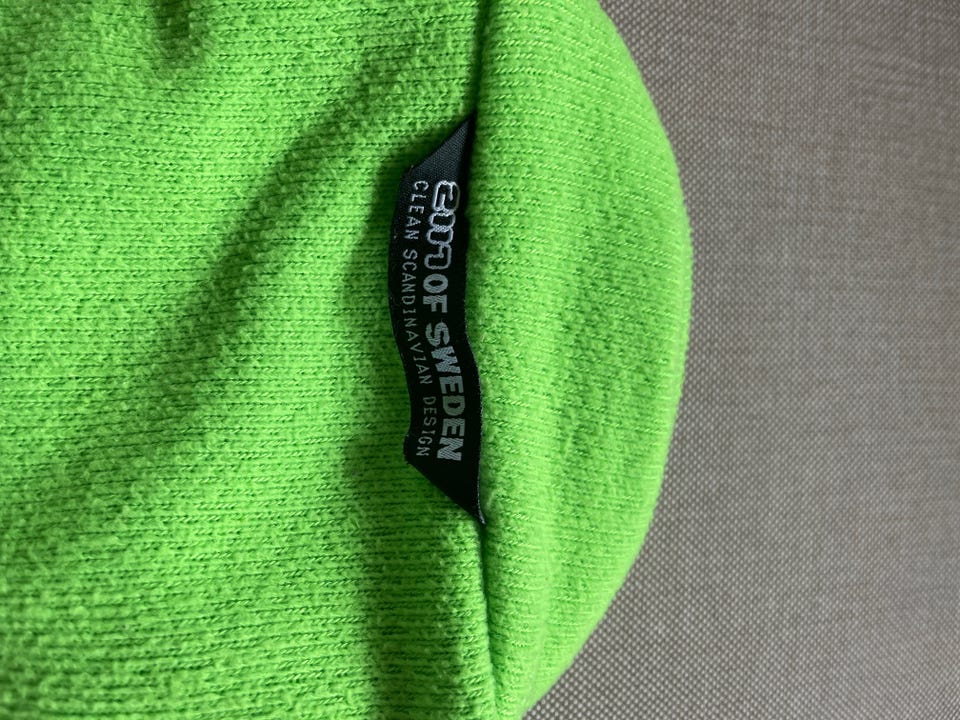 2117 OF SWEDEN
CLEAN SCANDINAVIAN DESIGN